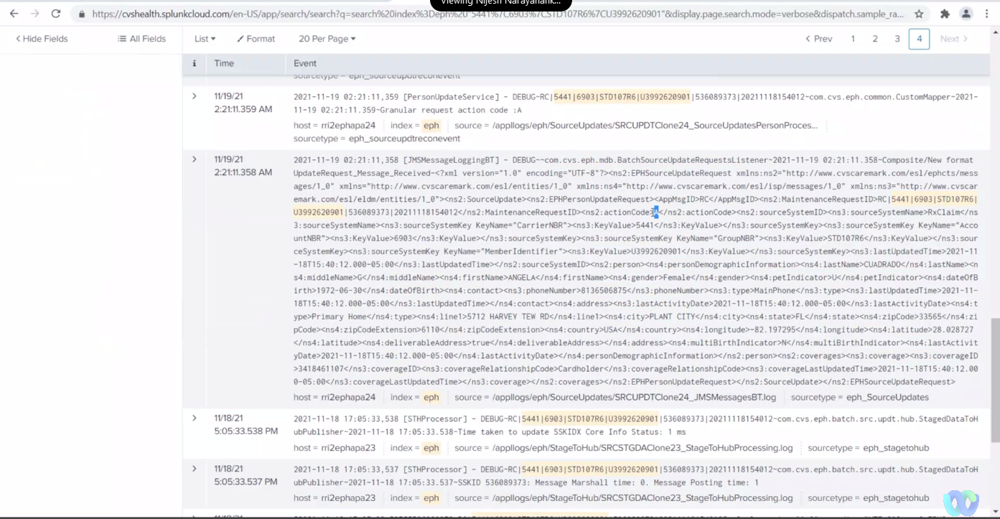 Viewing Nijesh Narayanank...
https://cvshealth.splunkcloud.com/en-US/app/search/search?q=search%20index%3Deph%20"5441%7C6903%7CSTD107R6%7CU3992620901"&display.page.search.mode=verbose&dispatch.sample_ra...
Hide Fields
All Fields
List
Format
20 Per Page
Prev
1
2
3
4
Next
i
Time
Event
sourcetype = eph_sourceupdtreconevent
11/19/21
2:21:11.359 AM
2021-11-19 02:21:11,359 [PersonUpdateService] - DEBUG~RC|5441|6903|STD107R6|U3992620901|536089373|20211118154012~com.cvs.eph.common.CustomMapper~2021-
11-19 02:21:11.359~Granular request action code :A
host = rri2ephapa24 index = eph source = /appllogs/eph/SourceUpdates/SRCUPDTClone24_SourceUpdatesPersonProces...
sourcetype = eph_sourceupdtreconevent
11/19/21
2:21:11.358 AM
2021-11-19 02:21:11,358 [JMSMessageLoggingBT] - DEBUG~~com.cvs.eph.mdb.BatchSourceUpdateRequestsListener~2021-11-19 02:21:11.358~Composite/New format
UpdateRequest_Message_Received~<?xml version="1.0" encoding="UTF-8"?><ns2:EPHSourceUpdateRequest xmlns:ns2="http://www.cvscaremark.com/esl/ephcts/mess
ages/1_0" xmlns="http://www.cvscaremark.com/esl/entities/1_0" xmlns:ns4="http://www.cvscaremark.com/esl/isp/messages/1_0" xmlns:ns3="http://www.cvscar
emark.com/esl/eldm/entities/1_0"><ns2:SourceUpdate><ns2:EPHPersonUpdateRequest><AppMsgID>RC</AppMsgID><ns2:MaintenanceRequestID>RC|5441|6903|STD107R6|
U3992620901|536089373|20211118154012</ns2:MaintenanceRequestID><ns2:actionCode>A</ns2:actionCode><ns2:sourceSystemID><ns3:sourceSystemName>RxClaim</ns
3:sourceSystemName><ns3:sourceSystemKey KeyName="CarrierNBR"><ns3:KeyValue>5441</ns3:KeyValue></ns3:sourceSystemKey><ns3:sourceSystemKey KeyName="Acco
untNBR"><ns3:KeyValue>6903</ns3:KeyValue></ns3:sourceSystemKey><ns3:sourceSystemKey KeyName="GroupNBR"><ns3:KeyValue>STD107R6</ns3:KeyValue></ns3:sour
ceSystemKey><ns3:sourceSystemKey KeyName="MemberIdentifier"><ns3:KeyValue>U3992620901</ns3:KeyValue></ns3:sourceSystemKey><ns3:lastUpdatedTime>2021-11
-18T15:40:12.000-05:00</ns3:lastUpdatedTime></ns2:sourceSystemID><ns2:person><ns4:personDemographicInformation><ns4:lastName>CUADRADO</ns4:lastName><n
s4:middleName>G</ns4:middleName><ns4:firstName>ANGELA</ns4:firstName><ns4:gender>Female</ns4:gender><ns4:petIndicator>U</ns4:petIndicator><ns4:dateOfB
irth>1972-06-30</ns4:dateOfBirth><ns4:contact><ns3:phoneNumber>8136506875</ns3:phoneNumber><ns3:type>MainPhone</ns3:type><ns3:lastUpdatedTime>2021-11-
18T15:40:12.000-05:00</ns3:lastUpdatedTime></ns4:contact><ns4:address><ns3:lastActivityDate>2021-11-18T15:40:12.000-05:00</ns3:lastActivityDate><ns4:t
ype>Primary Home</ns4:type><ns4:line1>5712 HARVEY TEW RD</ns4:line1><ns4:city>PLANT CITY</ns4:city><ns4:state>FL</ns4:state><ns4:zipCode>33565</ns4:zi
pCode><ns4:zipCodeExtension>6110</ns4:zipCodeExtension><ns4:country>USA</ns4:country><ns4:longitude>-82.197295</ns4:longitude><ns4:latitude>28.028727
</ns4:latitude><ns4:deliverableAddress>true</ns4:deliverableAddress></ns4:address><ns4:multiBirthIndicator>N</ns4:multiBirthIndicator><ns4:lastActivit
yDate>2021-11-18T15:40:12.000-05:00</ns4:lastActivityDate></ns4:personDemographicInformation></ns2:person><ns2:coverages><ns3:coverage><ns3:coverageID
>3418461107</ns3:coverageID><ns3:coverageRelationshipCode>Cardholder</ns3:coverageRelationshipCode><ns3:coverageLastUpdatedTime>2021-11-18T15:40:12.00
0-05:00</ns3:coverageLastUpdatedTime></ns3:coverage></ns2:coverages></ns2:EPHPersonUpdateRequest></ns2:SourceUpdate></ns2:EPHSourceUpdateRequest>
host = rri2ephapa24 index = eph source = /appllogs/eph/SourceUpdates/SRCUPDTClone24_JMSMessagesBT.log sourcetype = eph_SourceUpdates
11/18/21
5:05:33.538 PM
2021-11-18 17:05:33,538 [STHProcessor] - DEBUG~RC|5441|6903|STD107R6|U3992620901|536089373|20211118154012~com.cvs.eph.batch.src.updt.hub.StagedDataToH
ubPublisher~2021-11-18 17:05:33.538~Time taken to update SSKIDX Core Info Status: 1 ms
host = rri2ephapa23 index = eph source = /appllogs/eph/StageToHub/SRCSTGDAClone23_StageToHubProcessing.log sourcetype = eph_stagetohub
11/18/21
5:05:33.537 PM
2021-11-18 17:05:33,537 [STHProcessor] - DEBUG~RC|5441|6903|STD107R6|U3992620901|536089373|20211118154012~com.cvs.eph.batch.src.updt.hub.StagedDataToH
ubPublisher~2021-11-18 17:05:33.537~SSKID 536089373: Message Marshall time: 0. Message Posting time: 1
host = rri2ephapa23 index = eph source = /appllogs/eph/StageToHub/SRCSTGDAClone23_StageToHubProcessing.log sourcetype = eph_stagetohub